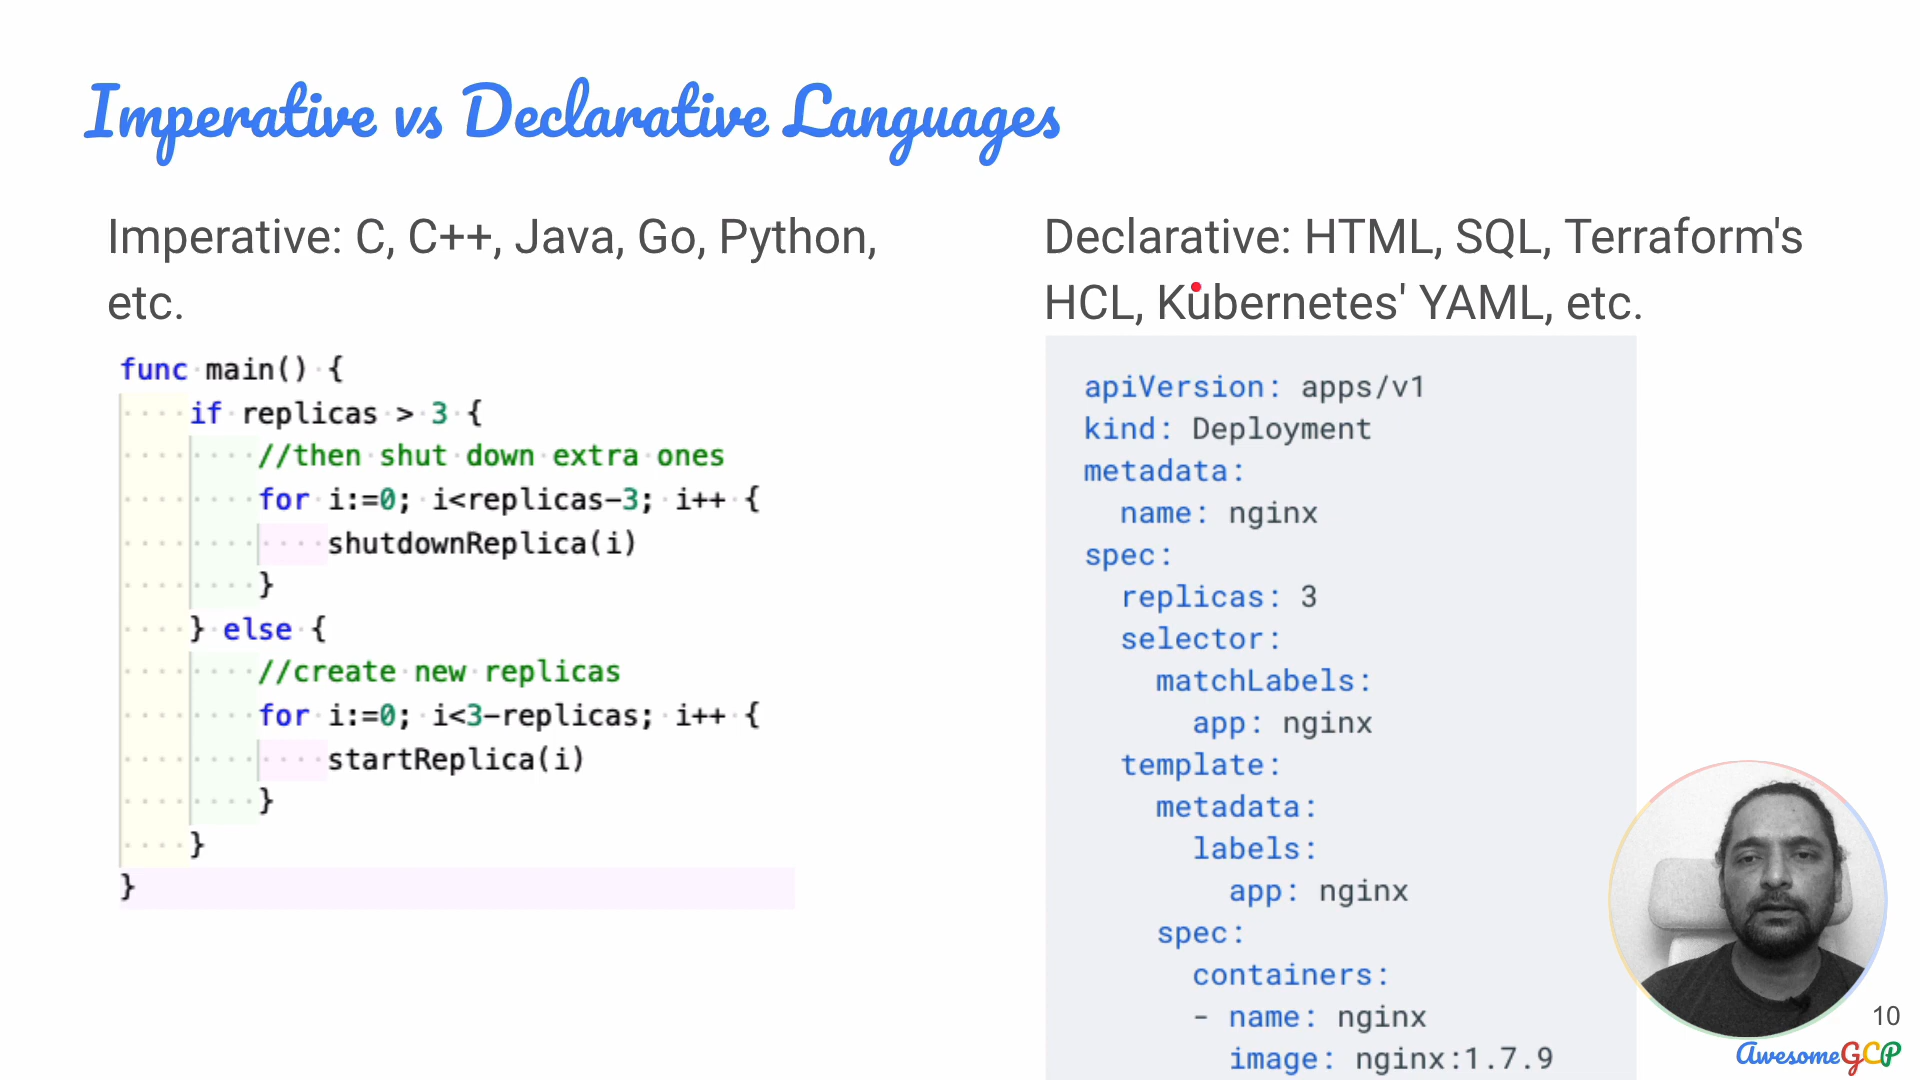 Imperative vs Declarative Languages
Imperative: C, C++, Java, Go, Python,
etc.
func main() {
if replicas > 3 {
//then shut down extra ones
for i:=0; i<replicas-3; i++ {
shutdownReplica(i)
}
} else {
//create new replicas
for i:=0; i<3-replicas; i++ {
startReplica(i)
}
}
}
Declarative: HTML, SQL, Terraform's
HCL, Kubernetes' YAML, etc.
apiVersion: apps/v1
kind: Deployment
metadata:
name: nginx
spec:
replicas: 3
selector:
matchLabels:
app: nginx
template:
metadata:
labels:
app: nginx
spec:
containers:
- name: nginx
image: nginx:1.7.9
10
AwesomeGCP